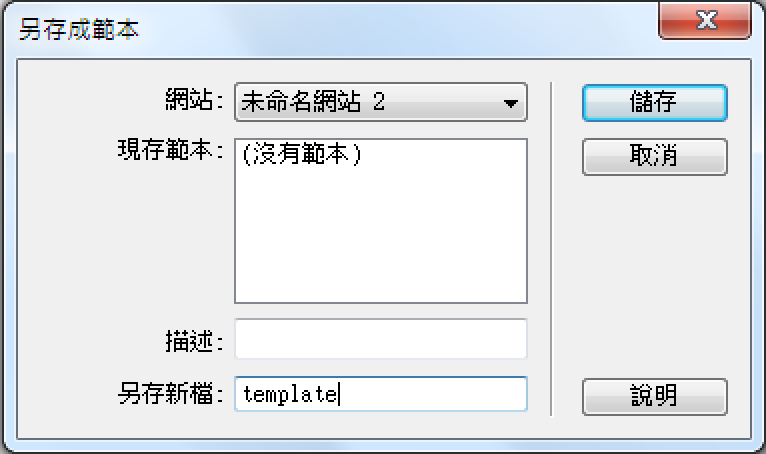 另存成範本
網站: 未命名網站 2
儲存
現存範本: (沒有範本)
取消
描述:
另存新檔: template
說明